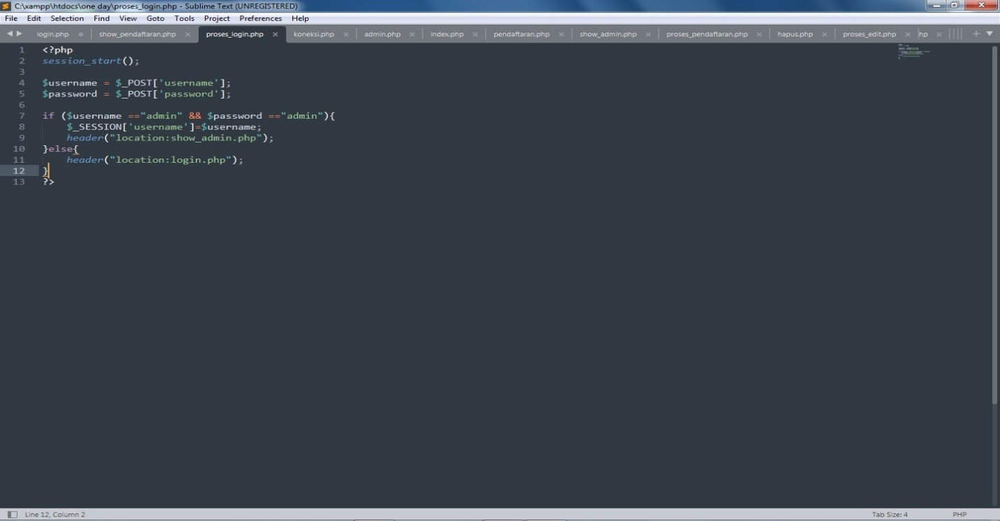 C:\xampp\htdocs\one day\proses_login.php - Sublime Text (UNREGISTERED)
File Edit Selection Find View Goto Tools Project Preferences Help
login.php show_pendaftaran.php proses_login.php koneksi.php admin.php index.php pendaftaran.php show_admin.php proses_pendaftaran.php hapus.php proses_edit.php hp
1 <?php
2 session_start();
3
4 $username = $_POST['username'];
5 $password = $_POST['password'];
6
7 if ($username =="admin" && $password =="admin"){
8 $_SESSION['username']=$username;
9 header("location:show_admin.php");
10 }else{
11 header("location:login.php");
12 }
13 ?>
Line 12, Column 2 Tab Size: 4 PHP